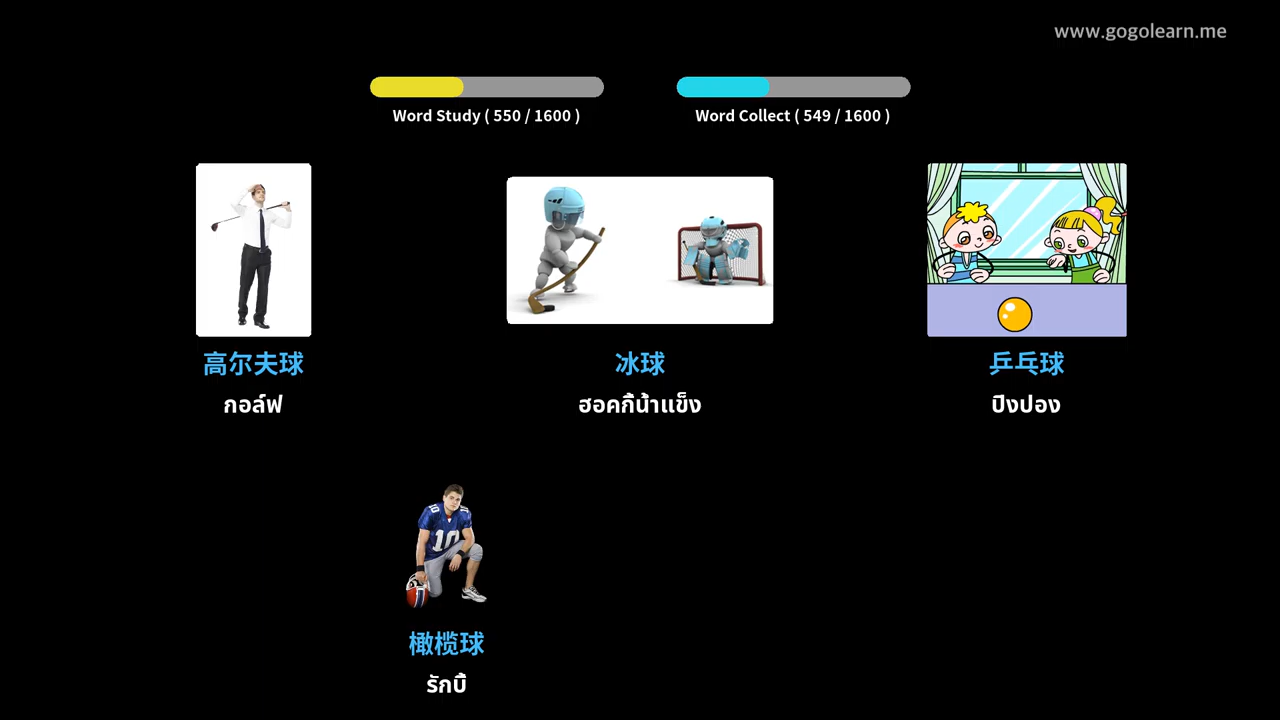 www.gogolearn.me
Word Study ( 550 / 1600 )
Word Collect ( 549 / 1600 )
高尔夫球
กอล์ฟ
冰球
ฮอคกี้น้ำแข็ง
乒乓球
ปิงปอง
10
橄榄球
รักบี้